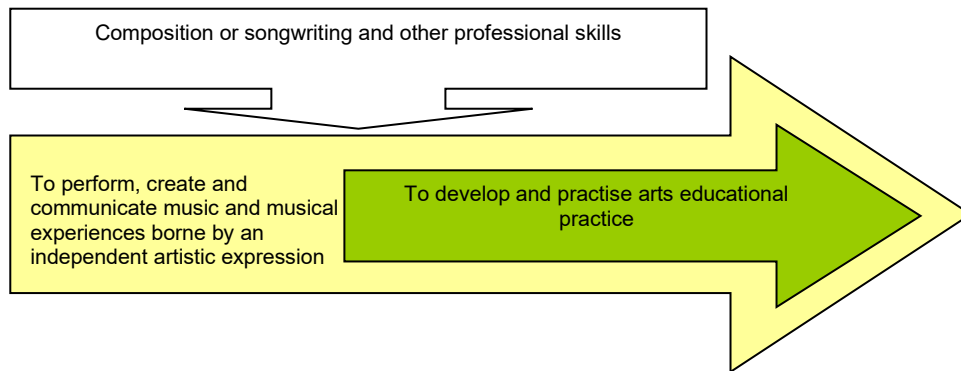 Composition or songwriting and other professional skills
To perform, create and
communicate music and musical
experiences borne by an
independent artistic expression
To develop and practise arts educational
practice